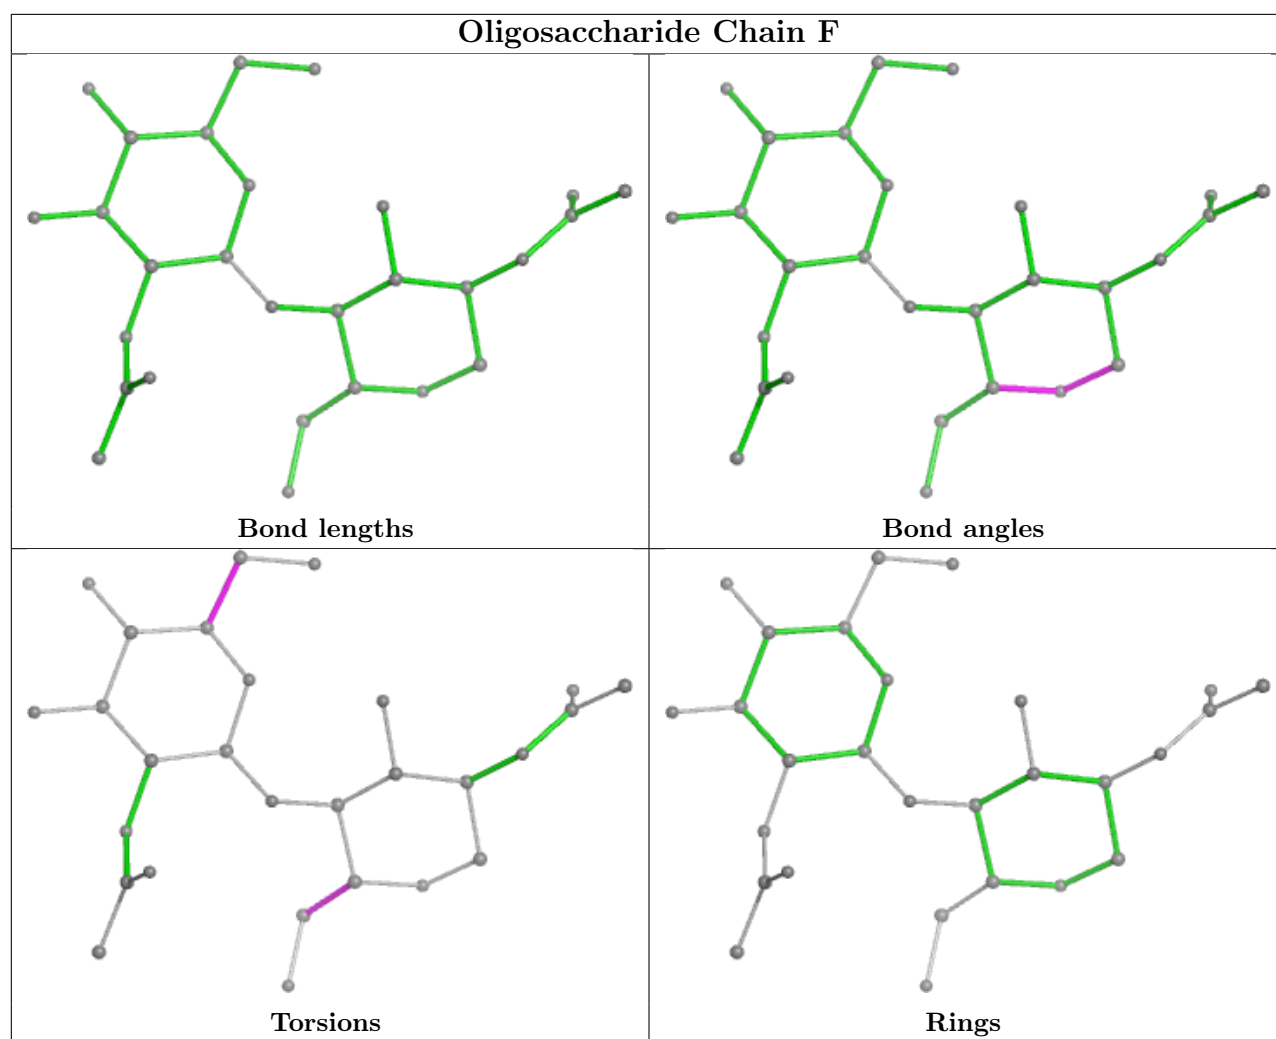 Oligosaccharide Chain F
Bond lengths
Bond angles
Torsions
Rings